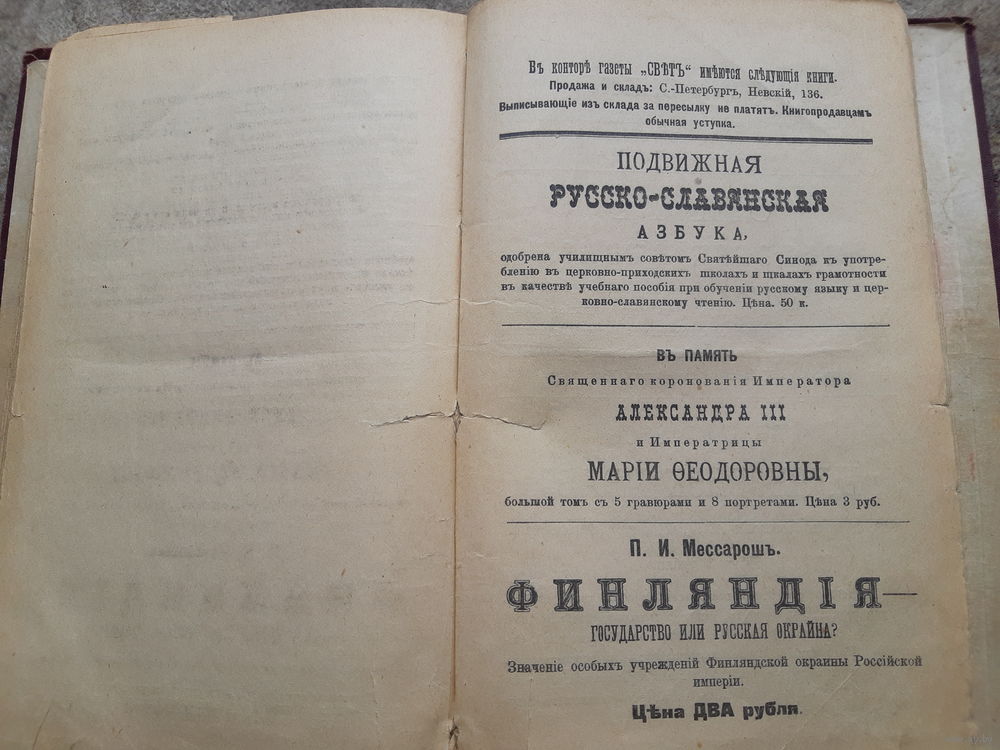 Въ конторѣ газеты „СВѢТЪ“ имѣются слѣдующія книги.
Продажа и складъ: С.-Петербургъ, Невскій, 136.
Выписывающіе изъ склада за пересылку не платятъ. Книгопродавцамъ
обычная уступка.
ПОДВИЖНАЯ
РУССКО-СЛАВЯНСКАЯ
АЗБУКА,
одобрена училищнымъ совѣтомъ Святѣйшаго Синода къ употре-
бленію въ церковно-приходскихъ школахъ и щкалахъ грамотности
въ качествѣ учебнаго пособія при обученіи русскому языку и цер-
ковно-славянскому чтенію. Цѣна. 50 к.
ВЪ ПАМЯТЬ
Священнаго коронованія Императора
АЛЕКСАНДРА III
и Императрицы
МАРІИ ѲЕОДОРОВНЫ,
большой томъ съ 5 гравюрами и 8 портретами. Цѣна 3 руб.
П. И. Мессарошъ.
ФИНЛЯНДІЯ—
ГОСУДАРСТВО ИЛИ РУССКАЯ ОКРАЙНА?
Значеніе особыхъ учрежденій Финляндской окраины Россійской
имперіи.
Цѣна ДВА рубля.